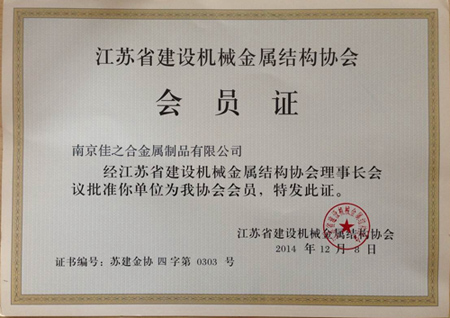 江苏省建设机械金属结构协会
会员证
南京佳之合金属制品有限公司
经江苏省建设机械金属结构协会理事长会
议批准你单位为我协会会员，特发此证。
江苏省建设机械金属结构协会
2014 年 12 月 8 日
证书编号：苏建金协 四 字第 0303 号